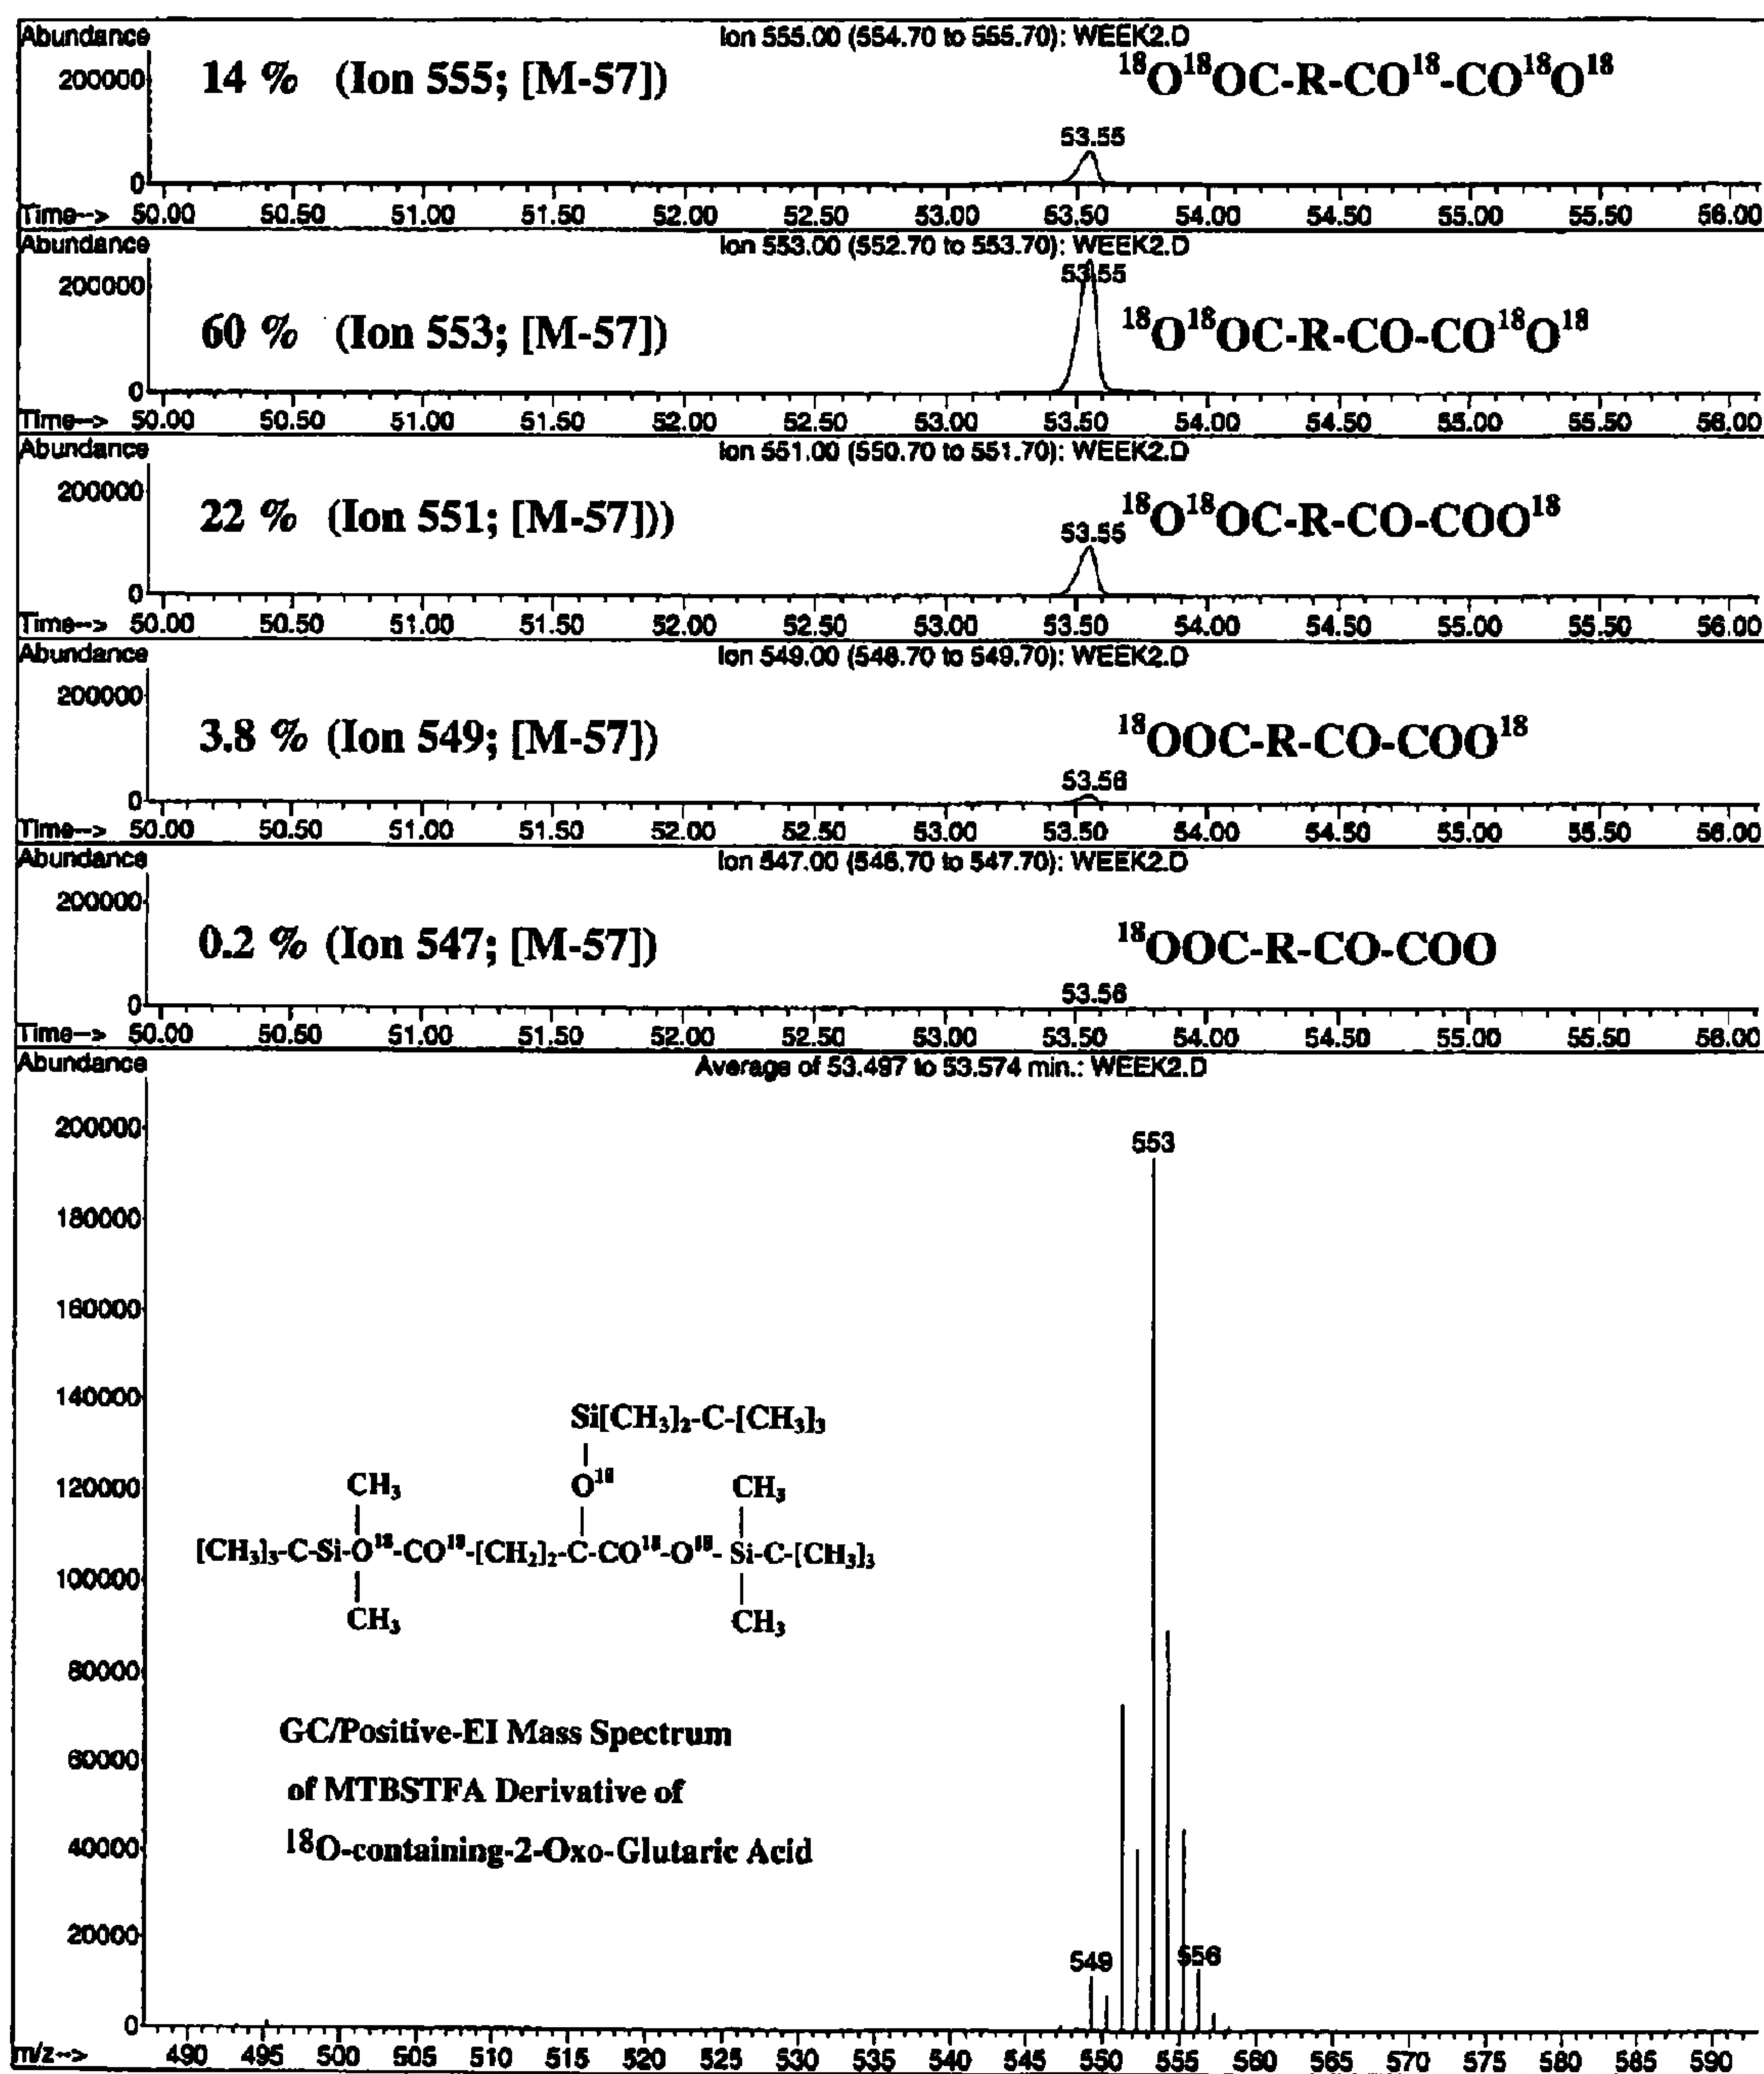 Abundance
Ion 555.00 (554.70 to 555.70): WEEK2.D
200000
14 % (Ion 555; [M-57])
¹⁸O¹⁸OC-R-CO¹⁸-CO¹⁸O¹⁸
53.55
0
Time--> 50.00 50.50 51.00 51.50 52.00 52.50 53.00 53.50 54.00 54.50 55.00 55.50 56.00
Abundance
Ion 553.00 (552.70 to 553.70): WEEK2.D
200000
53.55
60 % (Ion 553; [M-57])
¹⁸O¹⁸OC-R-CO-CO¹⁸O¹⁸
0
Time--> 50.00 50.50 51.00 51.50 52.00 52.50 53.00 53.50 54.00 54.50 55.00 55.50 56.00
Abundance
Ion 551.00 (550.70 to 551.70): WEEK2.D
200000
22 % (Ion 551; [M-57]))
¹⁸O¹⁸OC-R-CO-COO¹⁸
53.55
0
Time--> 50.00 50.50 51.00 51.50 52.00 52.50 53.00 53.50 54.00 54.50 55.00 55.50 56.00
Abundance
Ion 549.00 (548.70 to 549.70): WEEK2.D
200000
3.8 % (Ion 549; [M-57])
¹⁸OOC-R-CO-COO¹⁸
53.56
0
Time--> 50.00 50.50 51.00 51.50 52.00 52.50 53.00 53.50 54.00 54.50 55.00 55.50 56.00
Abundance
Ion 547.00 (546.70 to 547.70): WEEK2.D
200000
0.2 % (Ion 547; [M-57])
¹⁸OOC-R-CO-COO
53.56
0
Time--> 50.00 50.50 51.00 51.50 52.00 52.50 53.00 53.50 54.00 54.50 55.00 55.50 56.00
Abundance
Average of 53.497 to 53.574 min.: WEEK2.D
200000
553
180000
160000
140000
Si[CH₃]₂-C-[CH₃]₃
120000
CH₃ O¹⁸ CH₃
[CH₃]₃-C-Si-O¹⁸-CO¹⁸-[CH₂]₂-C-CO¹⁸-O¹⁸- Si-C-[CH₃]₃
100000
CH₃ CH₃
80000
GC/Positive-EI Mass Spectrum
60000
of MTBSTFA Derivative of
40000
¹⁸O-containing-2-Oxo-Glutaric Acid
20000
549 556
0
m/z--> 490 495 500 505 510 515 520 525 530 535 540 545 550 555 560 565 570 575 580 585 590